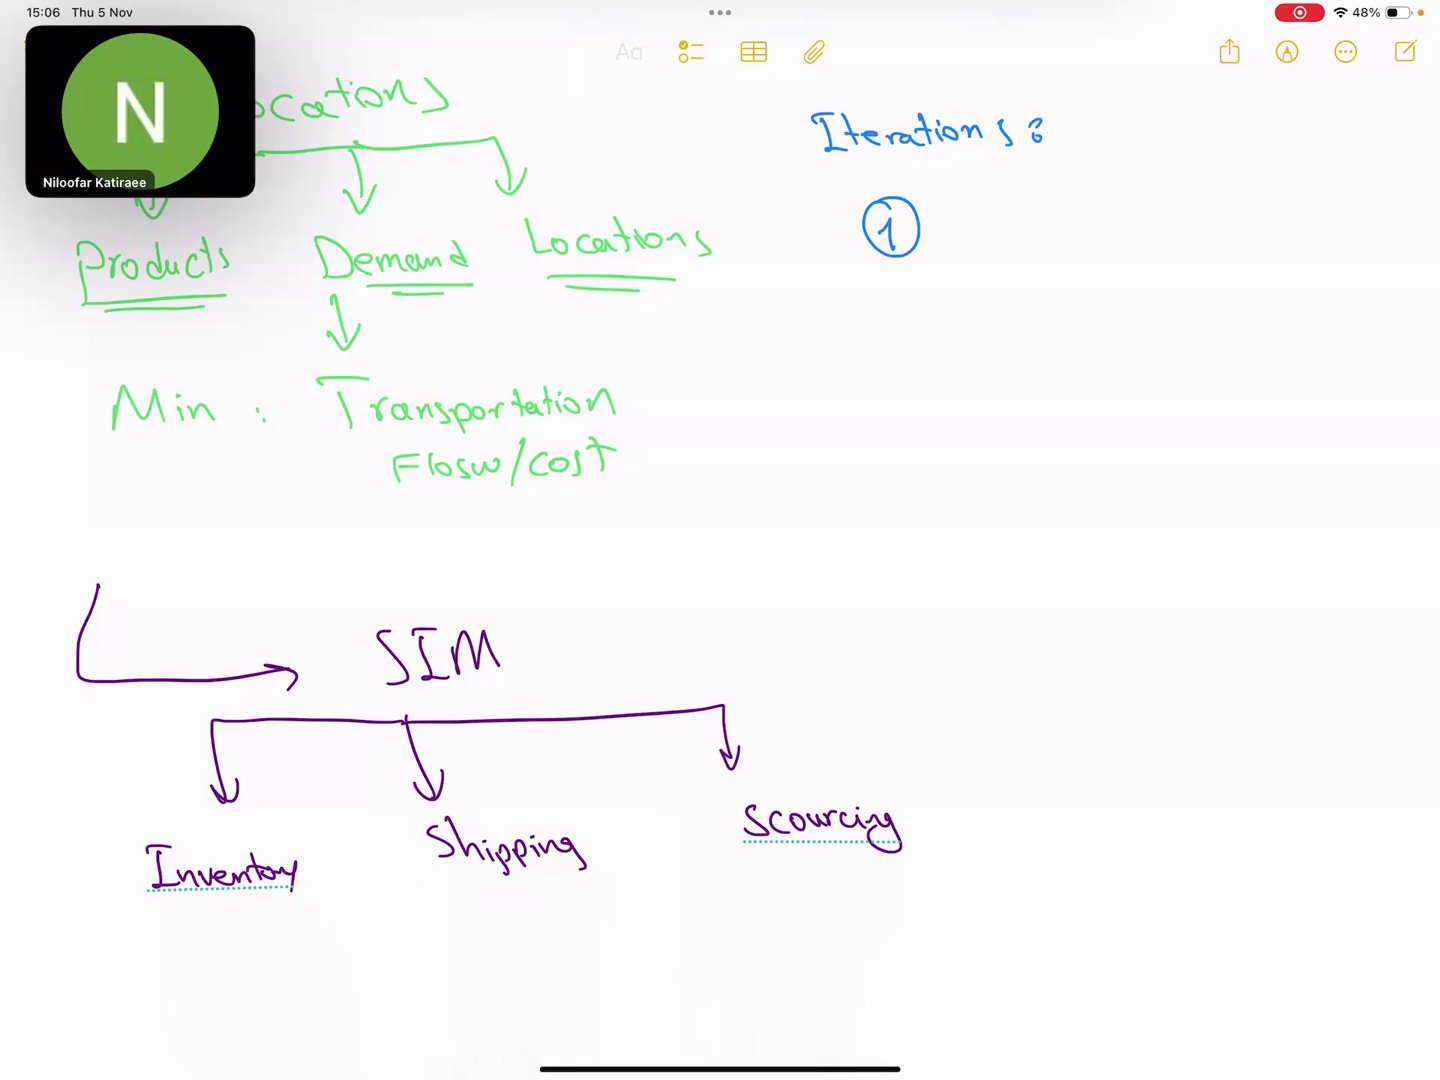 15:06 Thu 5 Nov
48%
Aa
N
Niloofar Katiraee
ocations
Products Demand Locations
Min : Transportation
Flosw/cost
SIM
Inventory Shipping Scourcing
Iterations:
1